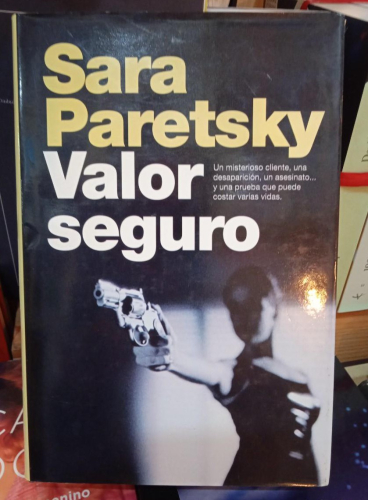 Sara
Paretsky
Valor
seguro
Un misterioso cliente, una
desaparición, un asesinato...
y una prueba que puede
costar varias vidas.